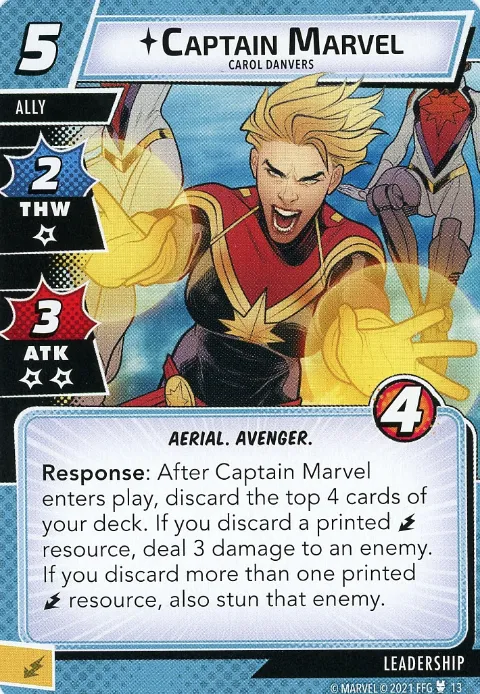 5
CAPTAIN MARVEL
CAROL DANVERS
ALLY
2
THW
3
ATK
4
AERIAL. AVENGER.
Response: After Captain Marvel
enters play, discard the top 4 cards of
your deck. If you discard a printed
resource, deal 3 damage to an enemy.
If you discard more than one printed
resource, also stun that enemy.
LEADERSHIP
© MARVEL © 2021 FFG 13